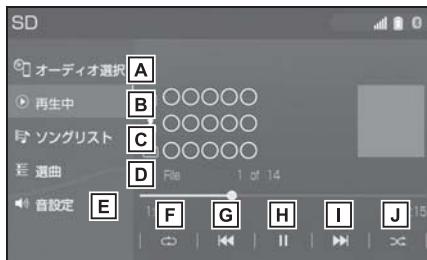 SD
オーディオ選択 A
再生中 B
ソングリスト C
選曲 D
音設定 E
○○○○○
○○○○○
○○○○○
File 1 of 14
F G H I J